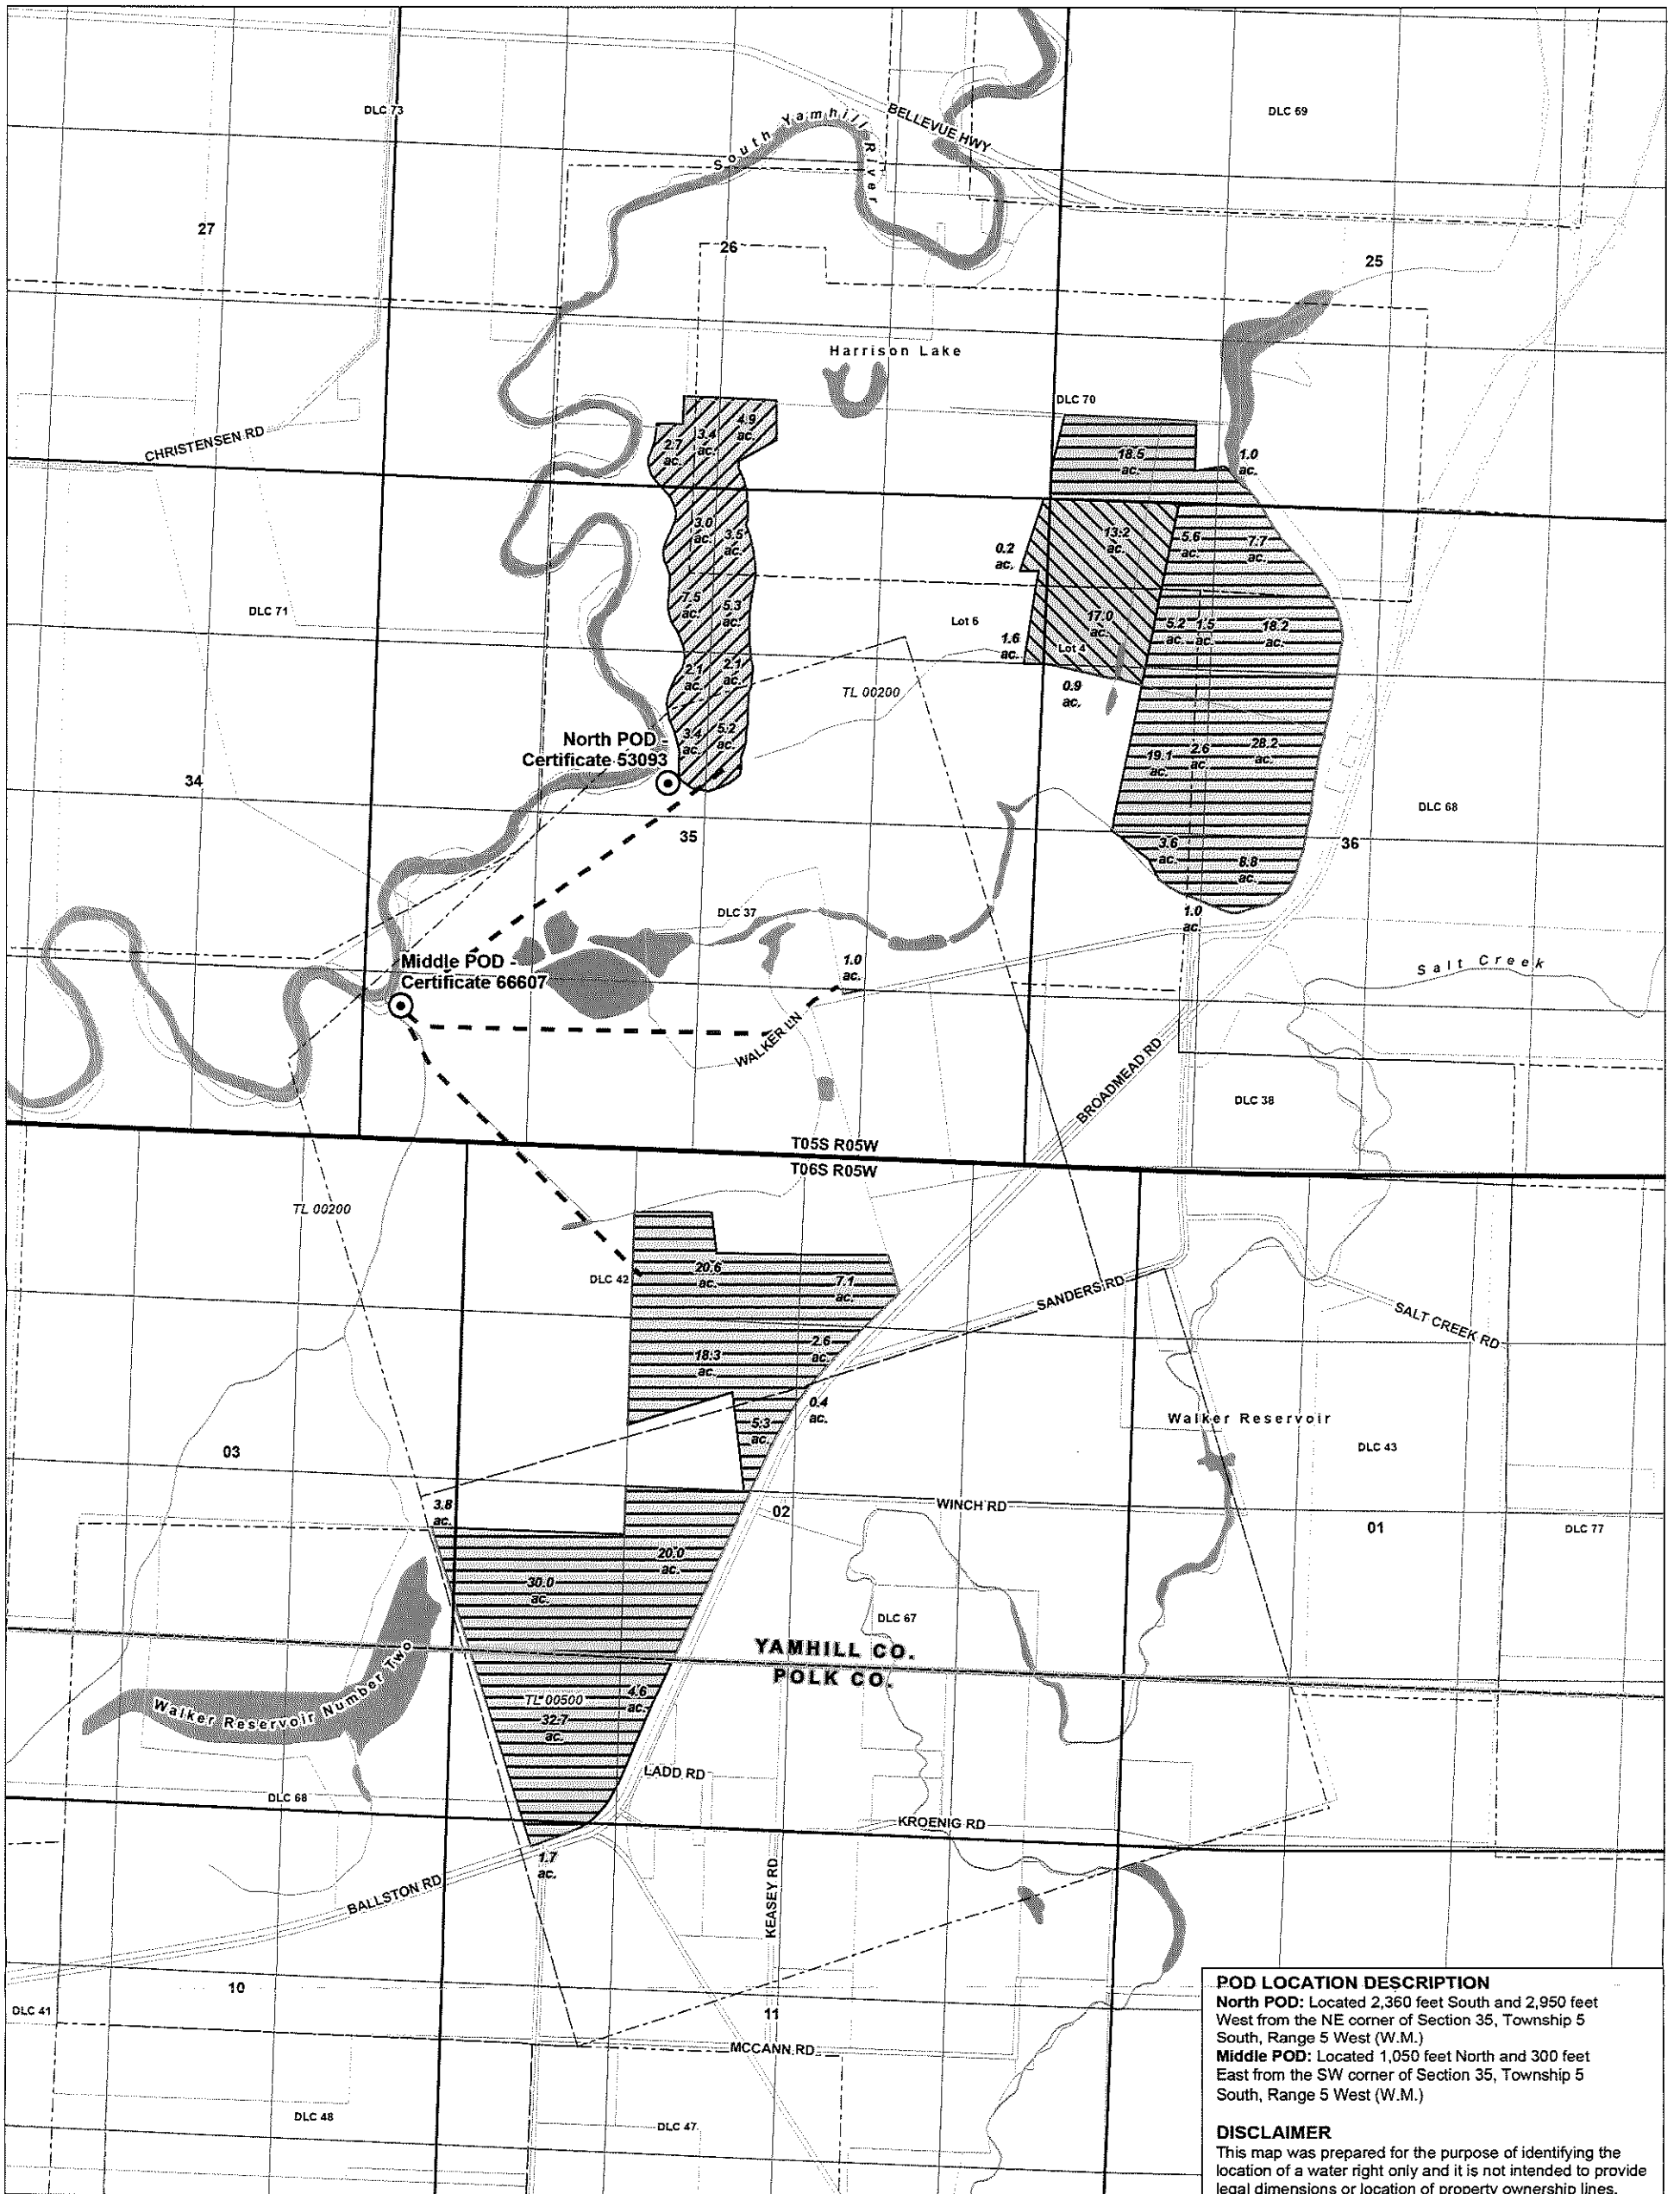 DLC 73
BELLEVUE HWY
DLC 69
South Yamhill River
27
26
25
Harrison Lake
DLC 70
CHRISTENSEN RD
4.9
ac.
3.4
ac.
2.7
ac.
18.5
ac.
1.0
ac.
3.0
ac.
3.5
ac.
0.2
ac.
13.2
ac.
5.6
ac.
7.7
ac.
DLC 71
7.5
ac.
5.3
ac.
Lot 6
17.0
ac.
5.2
ac.
1.5
ac.
18.2
ac.
1.6
ac.
Lot 4
2.1
ac.
2.1
ac.
TL 00200
0.9
ac.
North POD -
Certificate 53093
3.4
ac.
5.2
ac.
19.1
ac.
2.6
ac.
28.2
ac.
34
35
DLC 68
36
3.6
ac.
8.8
ac.
DLC 37
1.0
ac.
Middle POD -
Certificate 66607
1.0
ac.
Salt Creek
WALKER LN
BROADMEAD RD
DLC 38
T05S R05W
T06S R05W
TL 00200
DLC 42
20.6
ac.
7.1
ac.
SANDERS RD
SALT CREEK RD
2.6
ac.
18.3
ac.
0.4
ac.
5.3
ac.
Walker Reservoir
DLC 43
03
3.8
ac.
02
WINCH RD
01
DLC 77
20.0
ac.
30.0
ac.
DLC 67
YAMHILL CO.
POLK CO.
Walker Reservoir Number Two
TL 00500
4.6
ac.
32.7
ac.
LADD RD
DLC 68
KROENIG RD
1.7
ac.
BALLSTON RD
KEASEY RD
10
DLC 41
11
MCCANN RD
DLC 48
DLC 47
POD LOCATION DESCRIPTION
North POD: Located 2,360 feet South and 2,950 feet
West from the NE corner of Section 35, Township 5
South, Range 5 West (W.M.)
Middle POD: Located 1,050 feet North and 300 feet
East from the SW corner of Section 35, Township 5
South, Range 5 West (W.M.)
DISCLAIMER
This map was prepared for the purpose of identifying the
location of a water right only and it is not intended to provide
legal dimensions or location of property ownership lines.